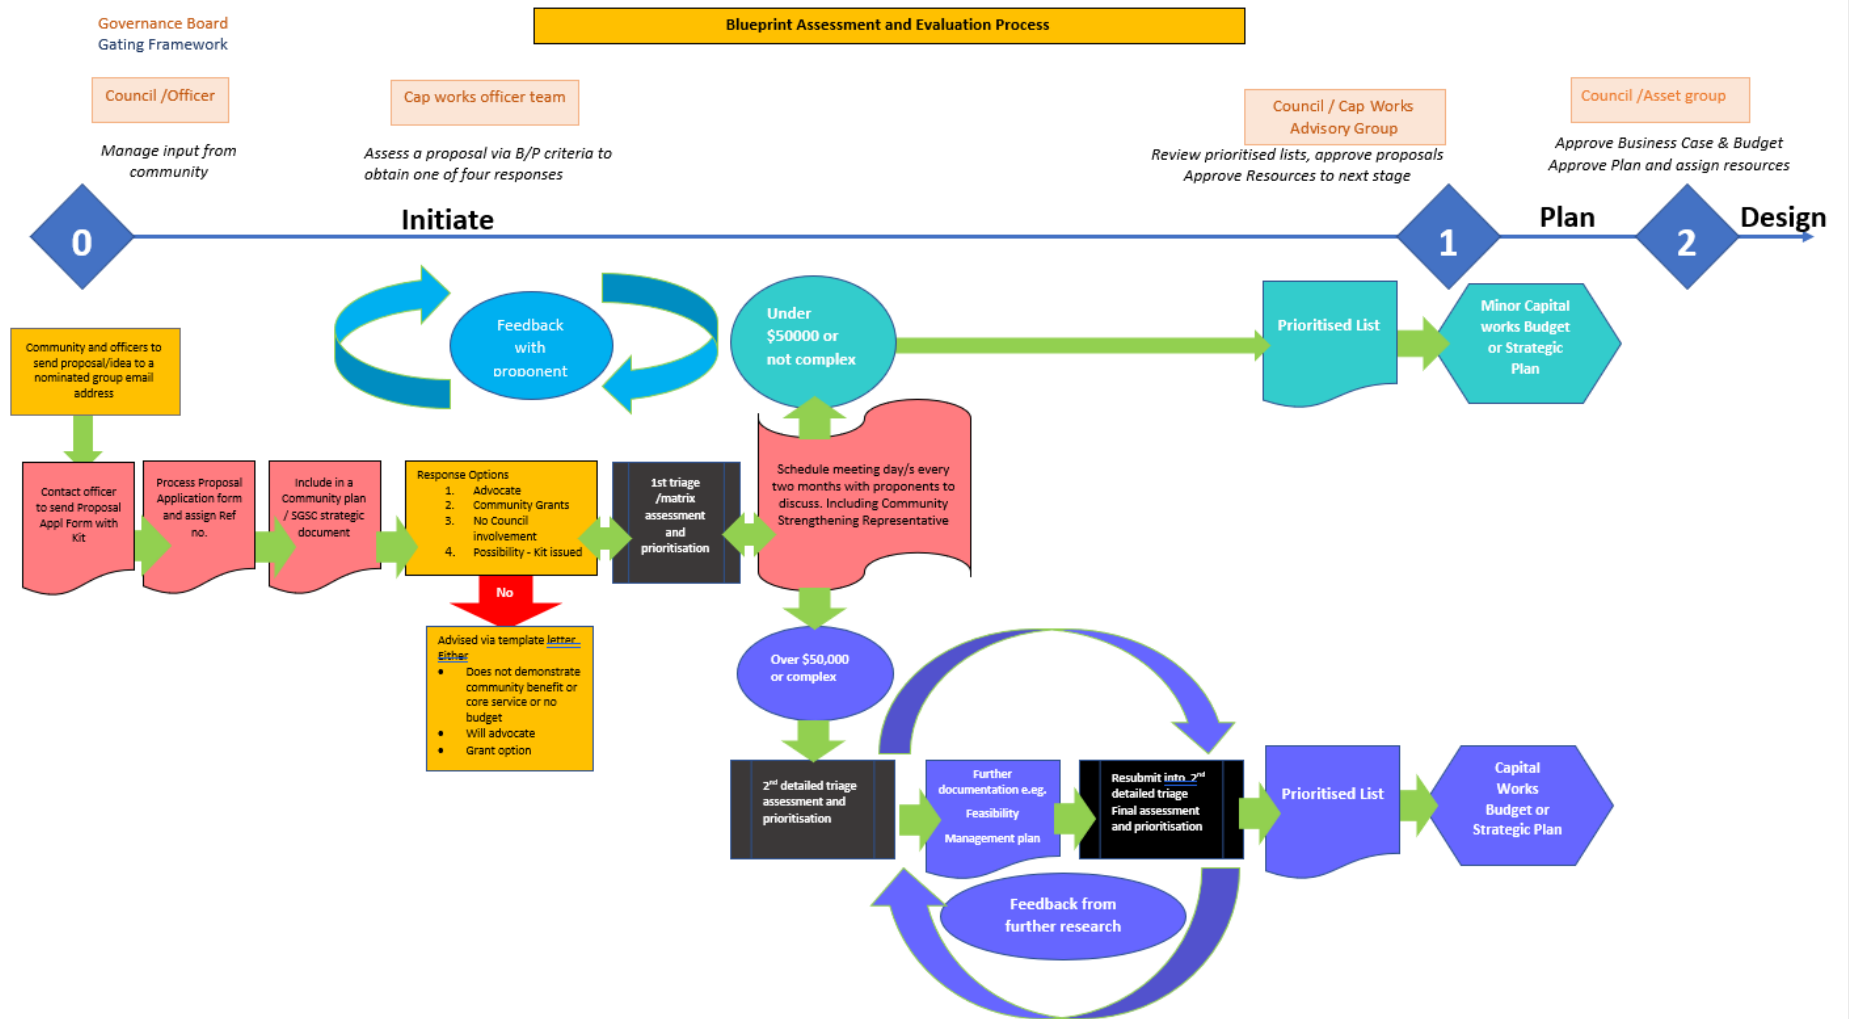 Governance Board
Gating Framework
Blueprint Assessment and Evaluation Process
Council /Officer
Manage input from
community
Cap works officer team
Assess a proposal via B/P criteria to
obtain one of four responses
Council / Cap Works
Advisory Group
Review prioritised lists, approve proposals
Approve Resources to next stage
Council /Asset group
Approve Business Case & Budget
Approve Plan and assign resources
0
Initiate
1
Plan
2
Design
Community and officers to
send proposal/idea to a
nominated group email
address
Feedback
with
proponent
Under
$50000 or
not complex
Prioritised List
Minor Capital
works Budget
or Strategic
Plan
Contact officer
to send Proposal
Appl Form with
Kit
Process Proposal
Application form
and assign Ref
no.
Include in a
Community plan
/ SGSC strategic
document
Response Options
1. Advocate
2. Community Grants
3. No Council
involvement
4. Possibility - Kit issued
1st triage
/matrix
assessment
and
prioritisation
Schedule meeting day/s every
two months with proponents to
discuss. Including Community
Strengthening Representative
No
Advised via template letter
Either
• Does not demonstrate
community benefit or
core service or no
budget
• Will advocate
• Grant option
Over $50,000
or complex
2nd detailed triage
assessment and
prioritisation
Further
documentation e.eg.
Feasibility
Management plan
Resubmit into 2nd
detailed triage
Final assessment
and prioritisation
Prioritised List
Capital
Works
Budget or
Strategic Plan
Feedback from
further research